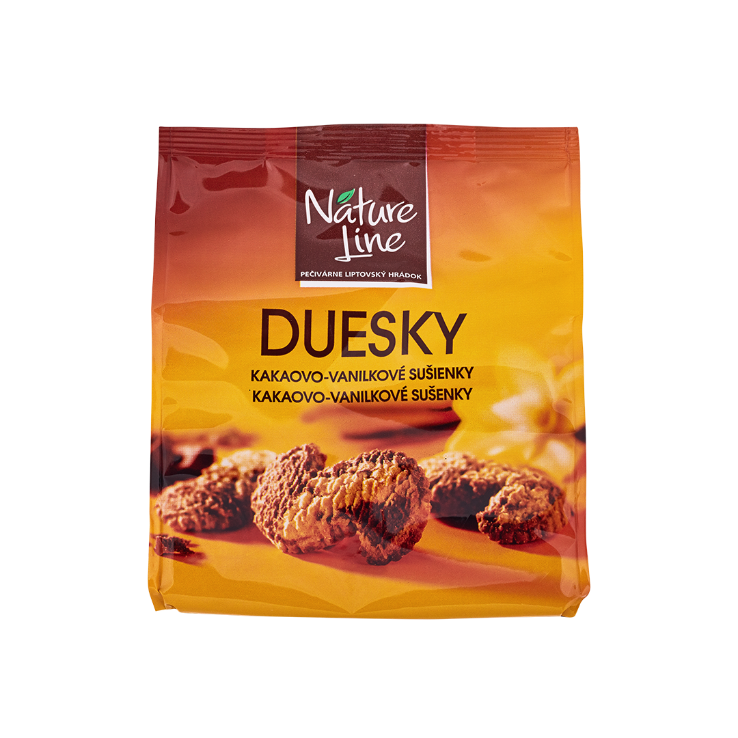 Nature
Line
PEČIVÁRNE LIPTOVSKÝ HRÁDOK
DUESKY
KAKAOVO-VANILKOVÉ SUŠIENKY
KAKAOVO-VANILKOVÉ SUŠENKY